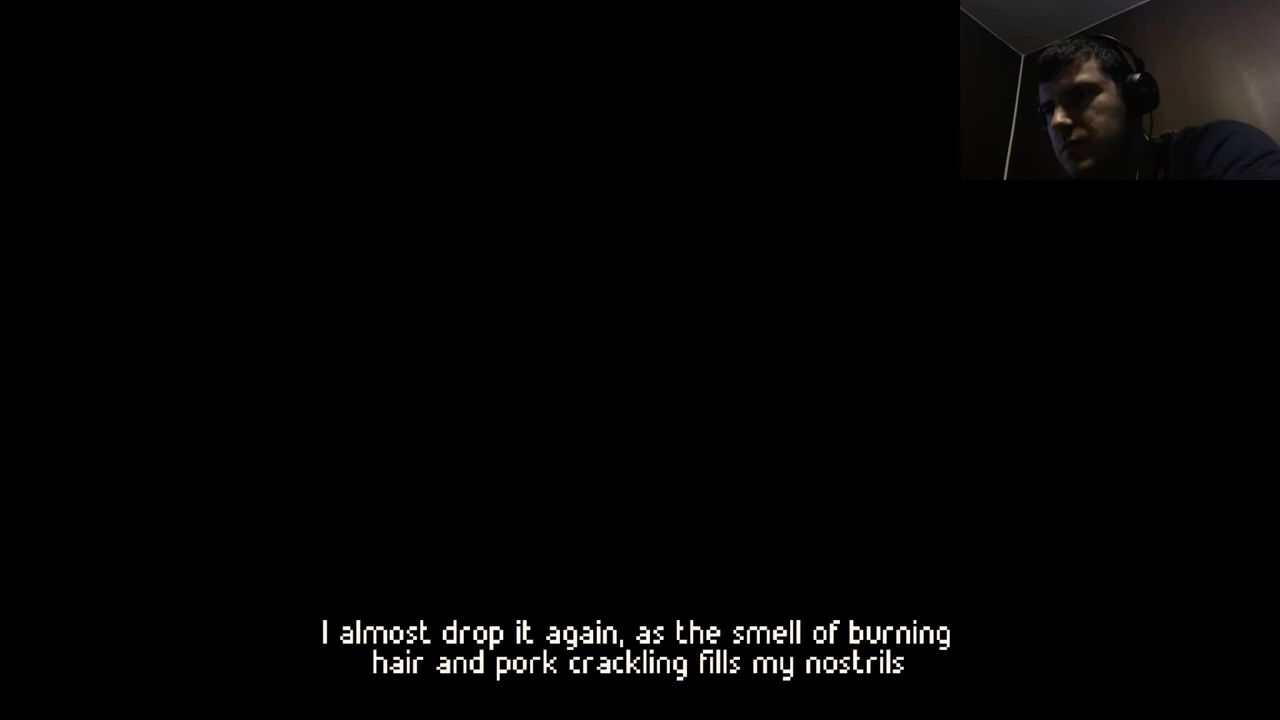 I almost drop it again, as the smell of burning
hair and pork crackling fills my nostrils